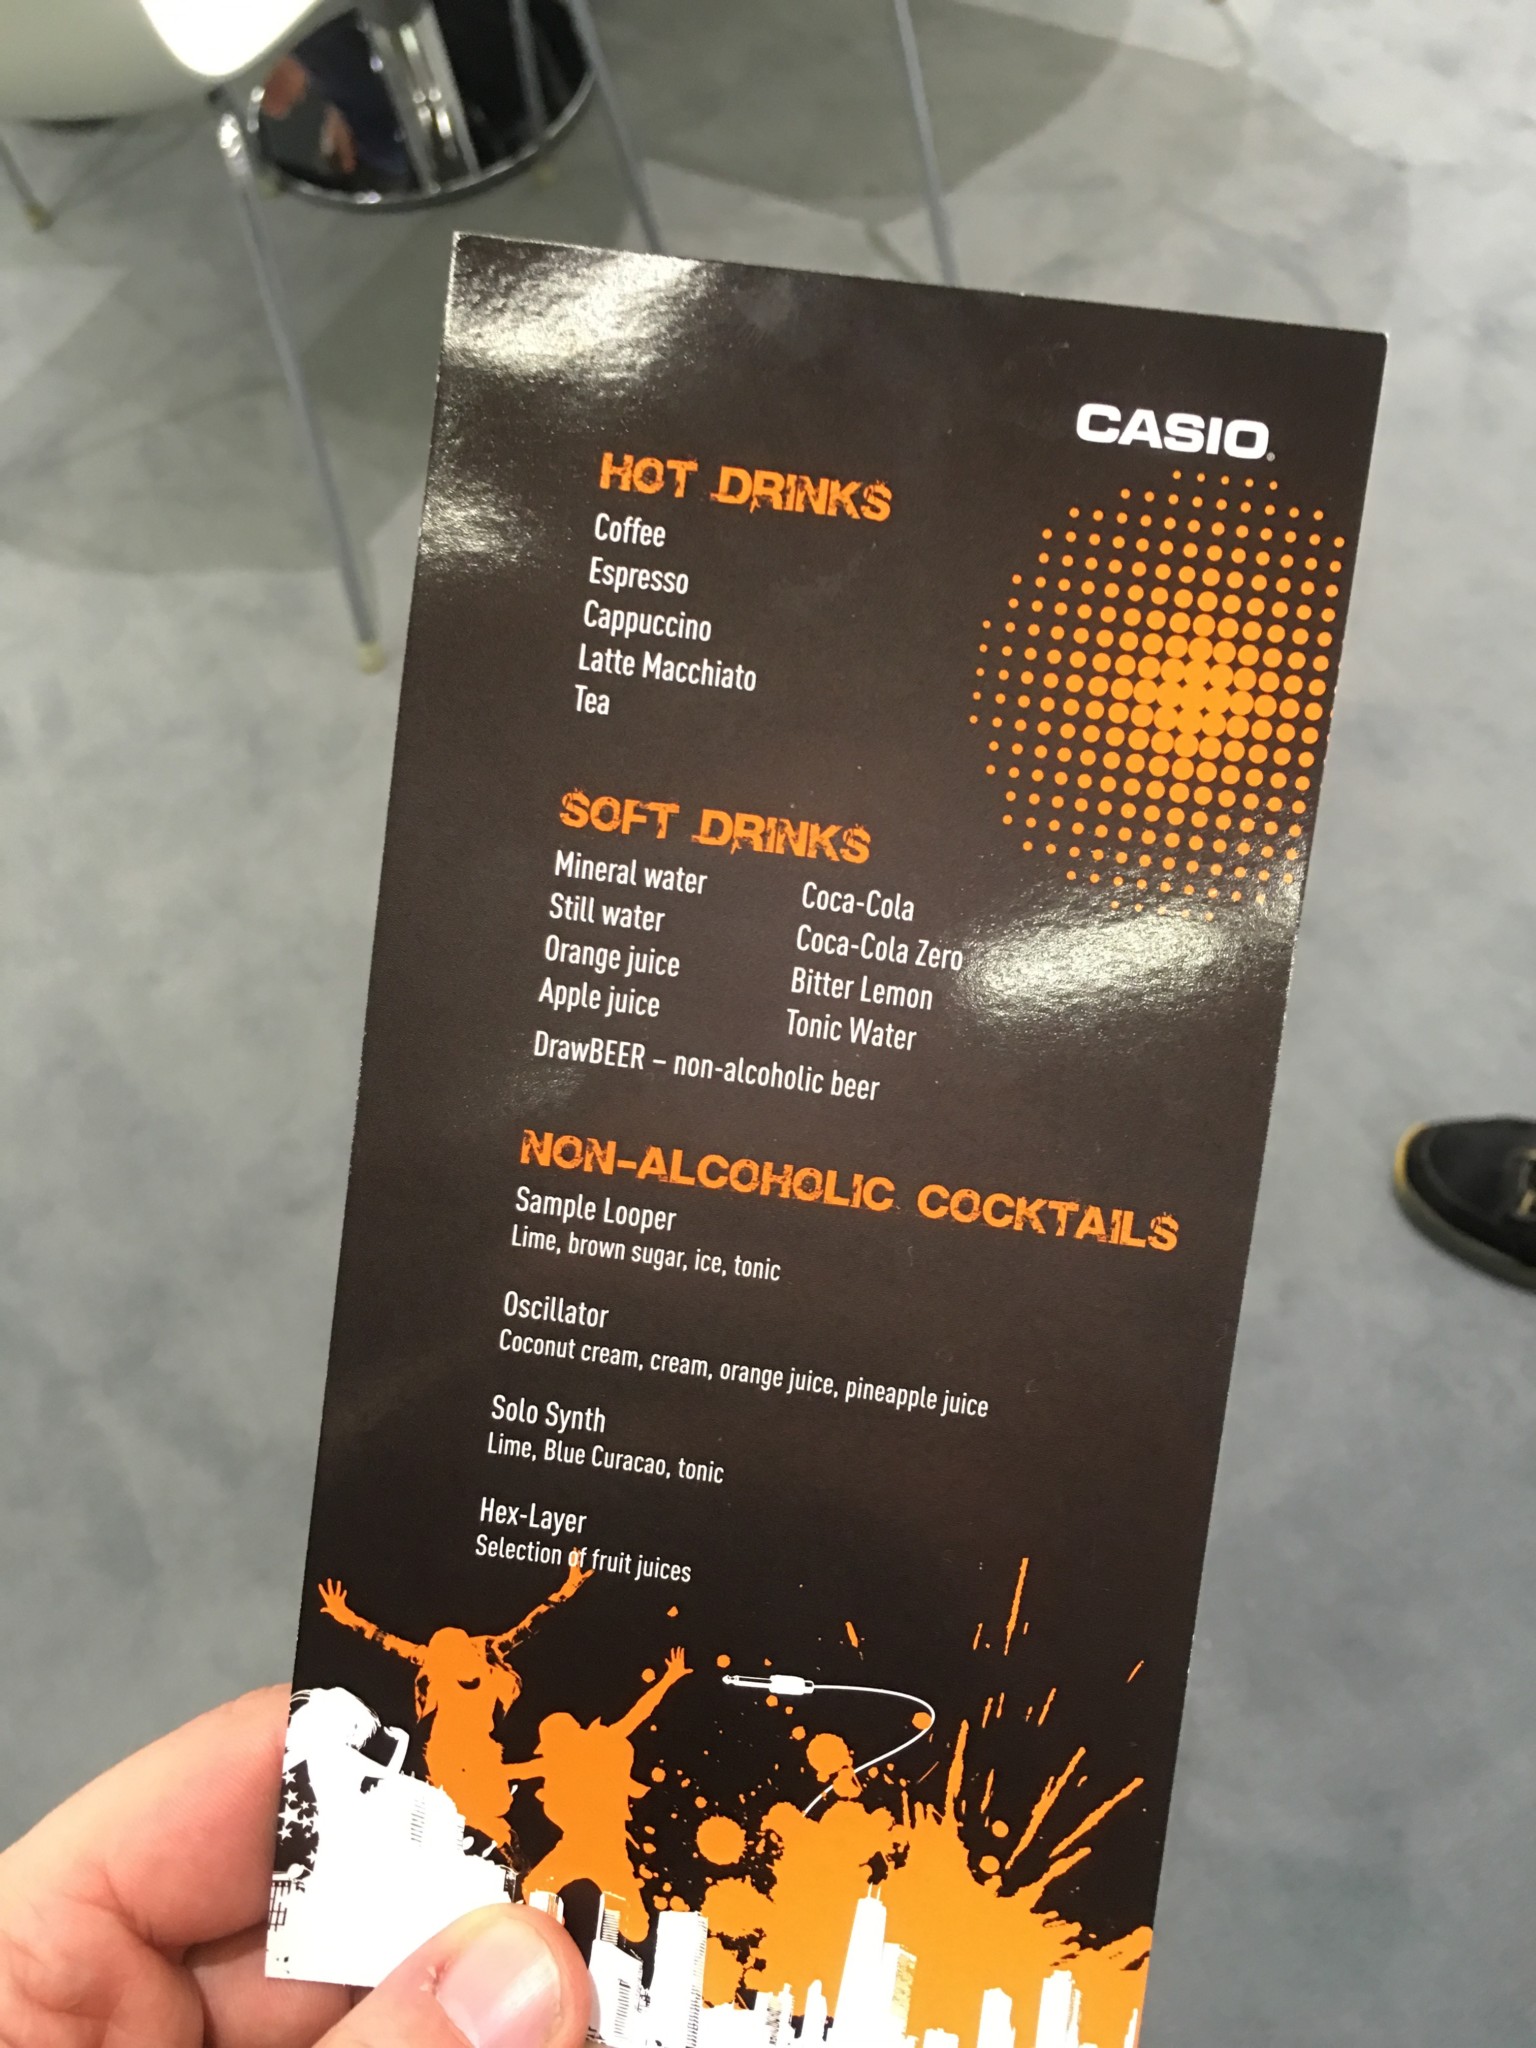 CASIO®
HOT DRINKS
Coffee
Espresso
Cappuccino
Latte Macchiato
Tea
SOFT DRINKS
Mineral water
Still water
Orange juice
Apple juice
Coca-Cola
Coca-Cola Zero
Bitter Lemon
Tonic Water
DrawBEER – non-alcoholic beer
NON-ALCOHOLIC COCKTAILS
Sample Looper
Lime, brown sugar, ice, tonic
Oscillator
Coconut cream, cream, orange juice, pineapple juice
Solo Synth
Lime, Blue Curacao, tonic
Hex-Layer
Selection of fruit juices